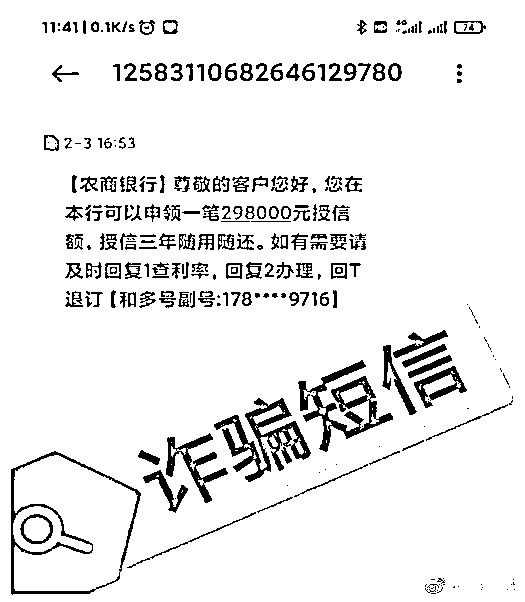 11:41 | 0.1K/s
4G
74
12583110682646129780
2-3 16:53
【农商银行】尊敬的客户您好，您在
本行可以申领一笔298000元授信
额，授信三年随用随还。如有需要请
及时回复1查利率，回复2办理，回T
退订【和多号副号:178****9716】
诈骗短信